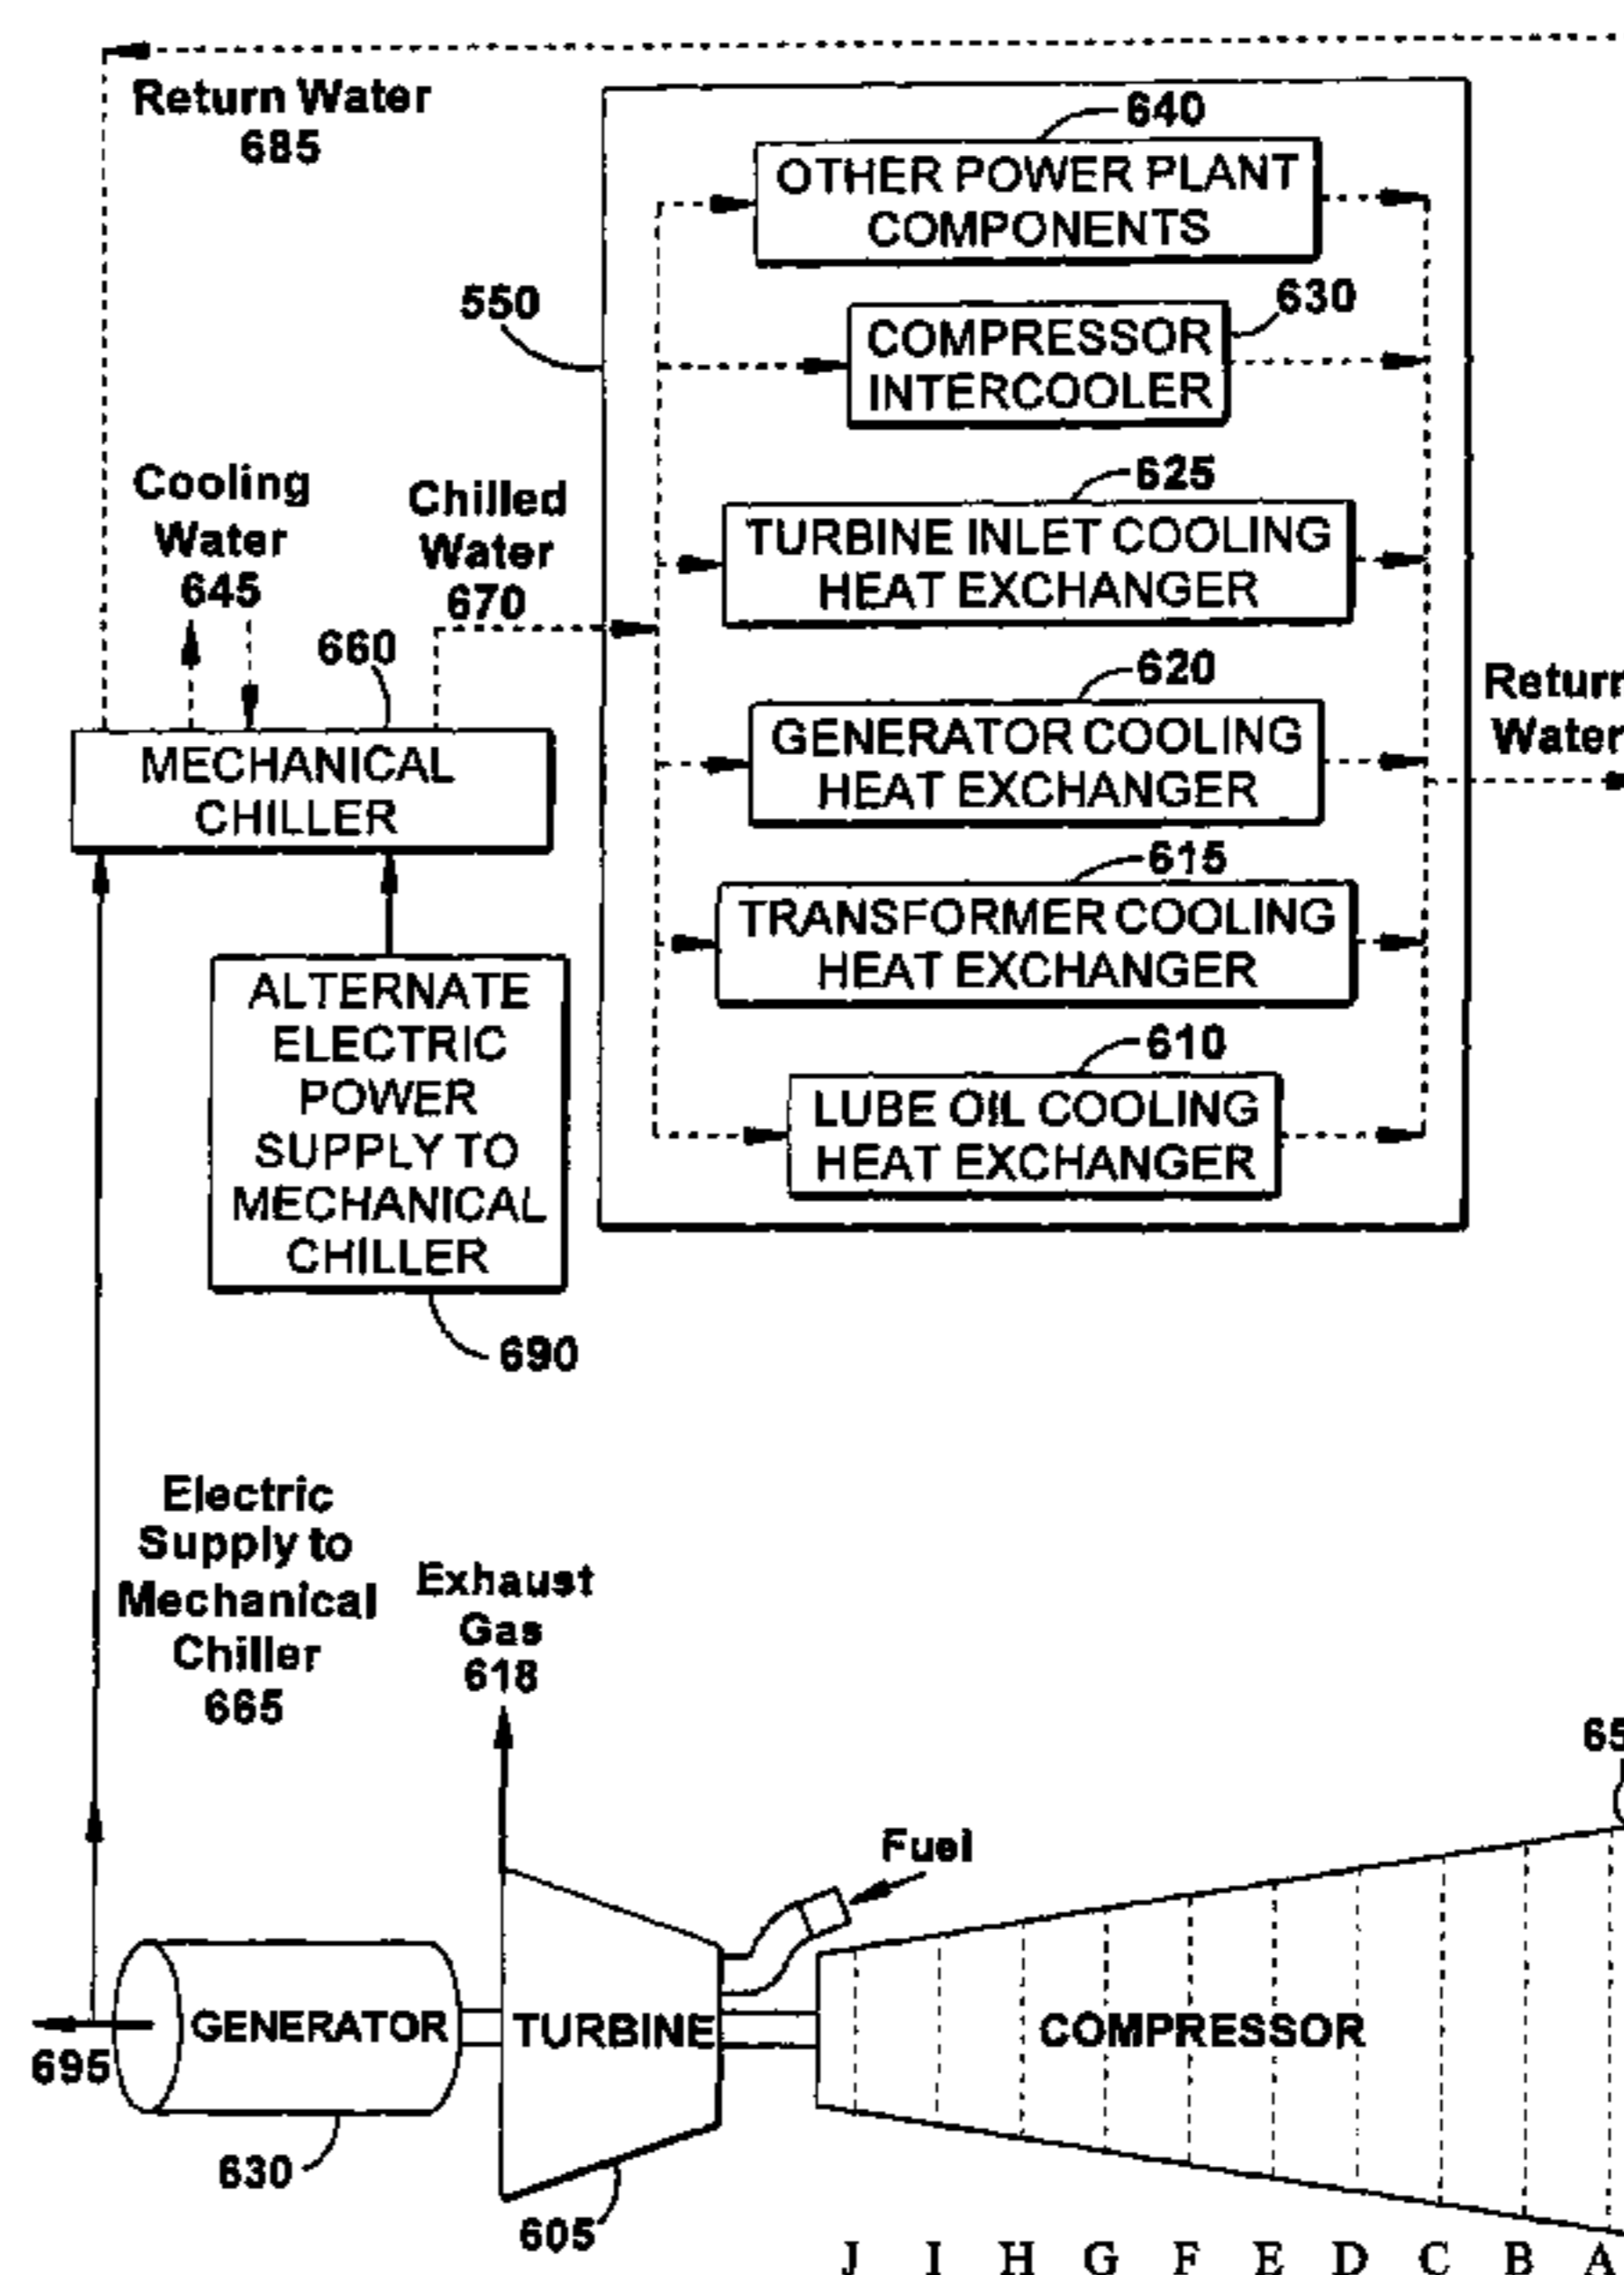 Return Water
685
640
OTHER POWER PLANT
COMPONENTS
550
630
COMPRESSOR
INTERCOOLER
Cooling
Water
645
Chilled
Water
670
625
TURBINE INLET COOLING
HEAT EXCHANGER
660
620
GENERATOR COOLING
HEAT EXCHANGER
Return
Water
MECHANICAL
CHILLER
615
TRANSFORMER COOLING
HEAT EXCHANGER
ALTERNATE
ELECTRIC
POWER
SUPPLY TO
MECHANICAL
CHILLER
610
LUBE OIL COOLING
HEAT EXCHANGER
690
Electric
Supply to
Mechanical
Chiller
665
Exhaust
Gas
618
Fuel
GENERATOR
TURBINE
COMPRESSOR
695
630
605
J I H G F E D C B A